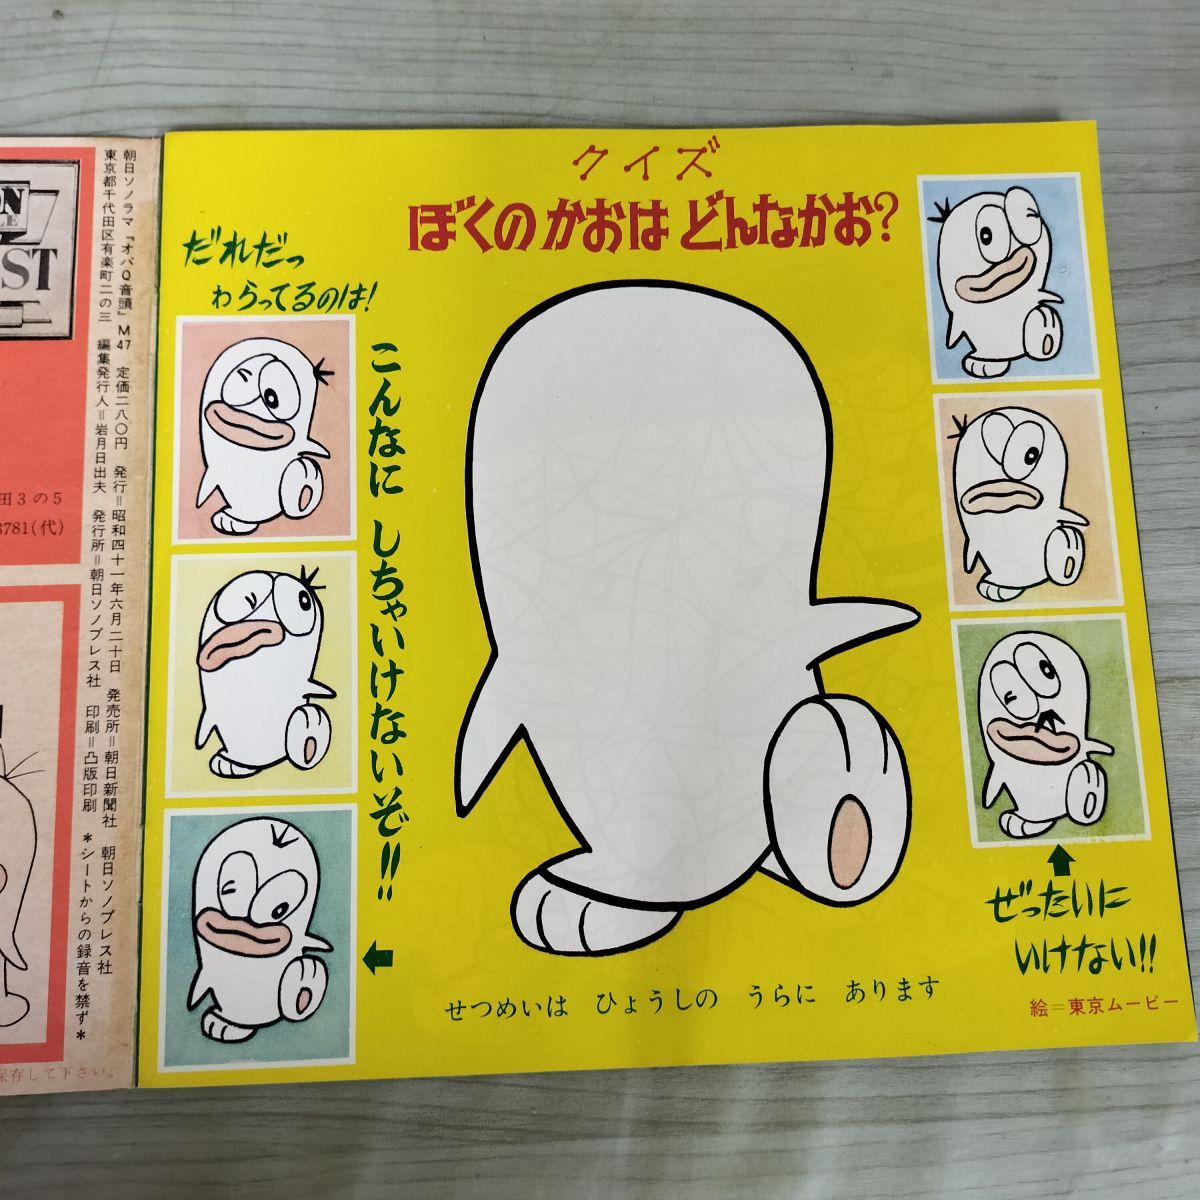 クイズ
ぼくの かおは どんなかお?
だれだっ
わらってるのは!
こんなに しちゃいけないぞ!!
ぜったいに
いけない!!
せつめいは ひょうしの うらに あります
絵=東京ムービー
朝日ソノラマ『オバQ音頭』M47 定価二八〇円 発行=昭和四十一年六月二十日 発売所=朝日新聞社 朝日ソノプレス社
東京都千代田区有楽町二の三 編集発行人=岩月日出夫 発行所=朝日ソノプレス社 印刷=凸版印刷 *シートからの録音を禁ず*
ON
ST
田3の5
3781(代)
保存して下さい。